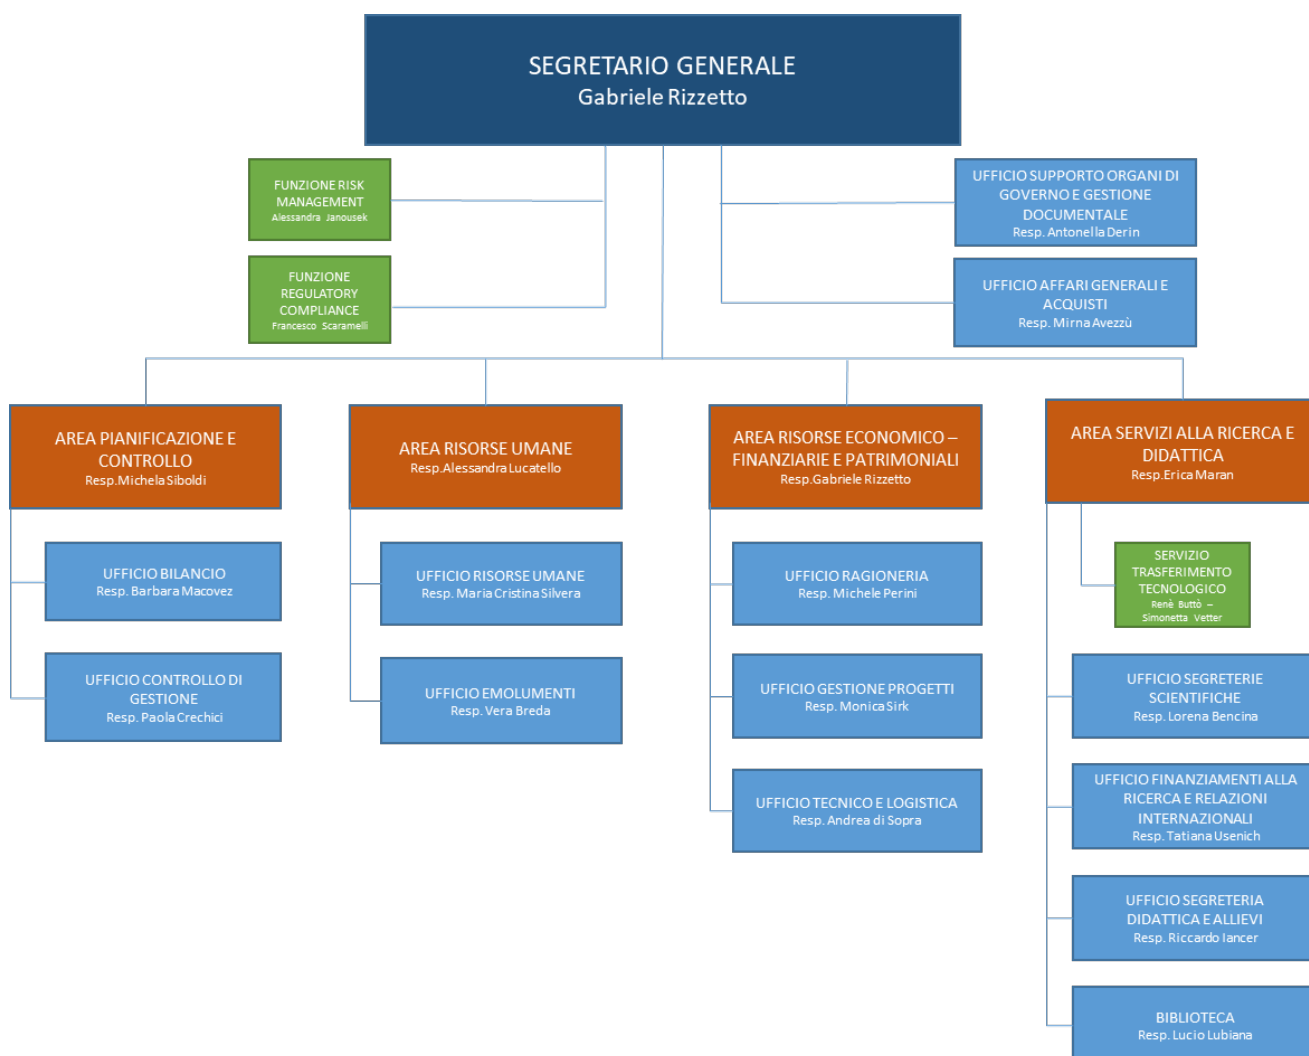 SEGRETARIO GENERALE
Gabriele Rizzetto
FUNZIONE RISK
MANAGEMENT
Alessandra Janousek
FUNZIONE
REGULATORY
COMPLIANCE
Francesco Scaramelli
UFFICIO SUPPORTO ORGANI DI
GOVERNO E GESTIONE
DOCUMENTALE
Resp. Antonella Derin
UFFICIO AFFARI GENERALI E
ACQUISTI
Resp. Mirna Avezzù
AREA PIANIFICAZIONE E
CONTROLLO
Resp.Michela Siboldi
UFFICIO BILANCIO
Resp. Barbara Macovez
UFFICIO CONTROLLO DI
GESTIONE
Resp. Paola Crechici
AREA RISORSE UMANE
Resp.Alessandra Lucatello
UFFICIO RISORSE UMANE
Resp. Maria Cristina Silvera
UFFICIO EMOLUMENTI
Resp. Vera Breda
AREA RISORSE ECONOMICO –
FINANZIARIE E PATRIMONIALI
Resp.Gabriele Rizzetto
UFFICIO RAGIONERIA
Resp. Michele Perini
UFFICIO GESTIONE PROGETTI
Resp. Monica Sirk
UFFICIO TECNICO E LOGISTICA
Resp. Andrea di Sopra
AREA SERVIZI ALLA RICERCA E
DIDATTICA
Resp.Erica Maran
SERVIZIO
TRASFERIMENTO
TECNOLOGICO
Renè Buttò –
Simonetta Vetter
UFFICIO SEGRETERIE
SCIENTIFICHE
Resp. Lorena Bencina
UFFICIO FINANZIAMENTI ALLA
RICERCA E RELAZIONI
INTERNAZIONALI
Resp. Tatiana Usenich
UFFICIO SEGRETERIA
DIDATTICA E ALLIEVI
Resp. Riccardo Iancer
BIBLIOTECA
Resp. Lucio Lubiana